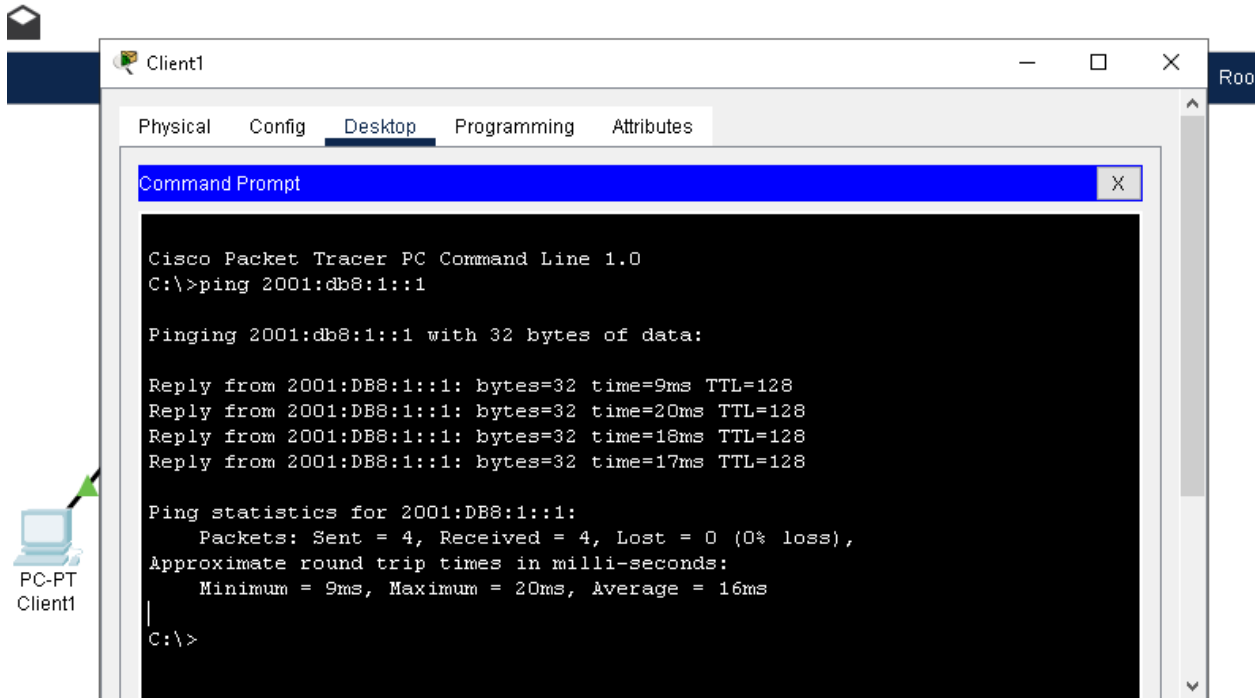 Client1
Roo
Physical Config Desktop Programming Attributes
Command Prompt
X
Cisco Packet Tracer PC Command Line 1.0
C:\>ping 2001:db8:1::1
Pinging 2001:db8:1::1 with 32 bytes of data:
Reply from 2001:DB8:1::1: bytes=32 time=9ms TTL=128
Reply from 2001:DB8:1::1: bytes=32 time=20ms TTL=128
Reply from 2001:DB8:1::1: bytes=32 time=18ms TTL=128
Reply from 2001:DB8:1::1: bytes=32 time=17ms TTL=128
Ping statistics for 2001:DB8:1::1:
Packets: Sent = 4, Received = 4, Lost = 0 (0% loss),
Approximate round trip times in milli-seconds:
Minimum = 9ms, Maximum = 20ms, Average = 16ms
C:\>
PC-PT
Client1